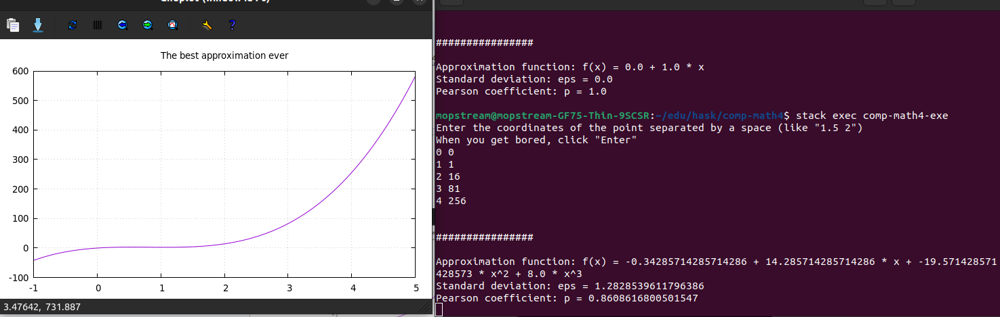 The best approximation ever
600
500
400
300
200
100
0
-100
-1
0
1
2
3
4
5
3.47642, 731.887
################
Approximation function: f(x) = 0.0 + 1.0 * x
Standard deviation: eps = 0.0
Pearson coefficient: p = 1.0
mopstream@mopstream-GF75-Thin-9SCSR:~/edu/hask/comp-math4$ stack exec comp-math4-exe
Enter the coordinates of the point separated by a space (like "1.5 2")
When you get bored, click "Enter"
0 0
1 1
2 16
3 81
4 256
################
Approximation function: f(x) = -0.34285714285714286 + 14.285714285714286 * x + -19.571428571
428573 * x^2 + 8.0 * x^3
Standard deviation: eps = 1.2828539611796386
Pearson coefficient: p = 0.8608616800501547